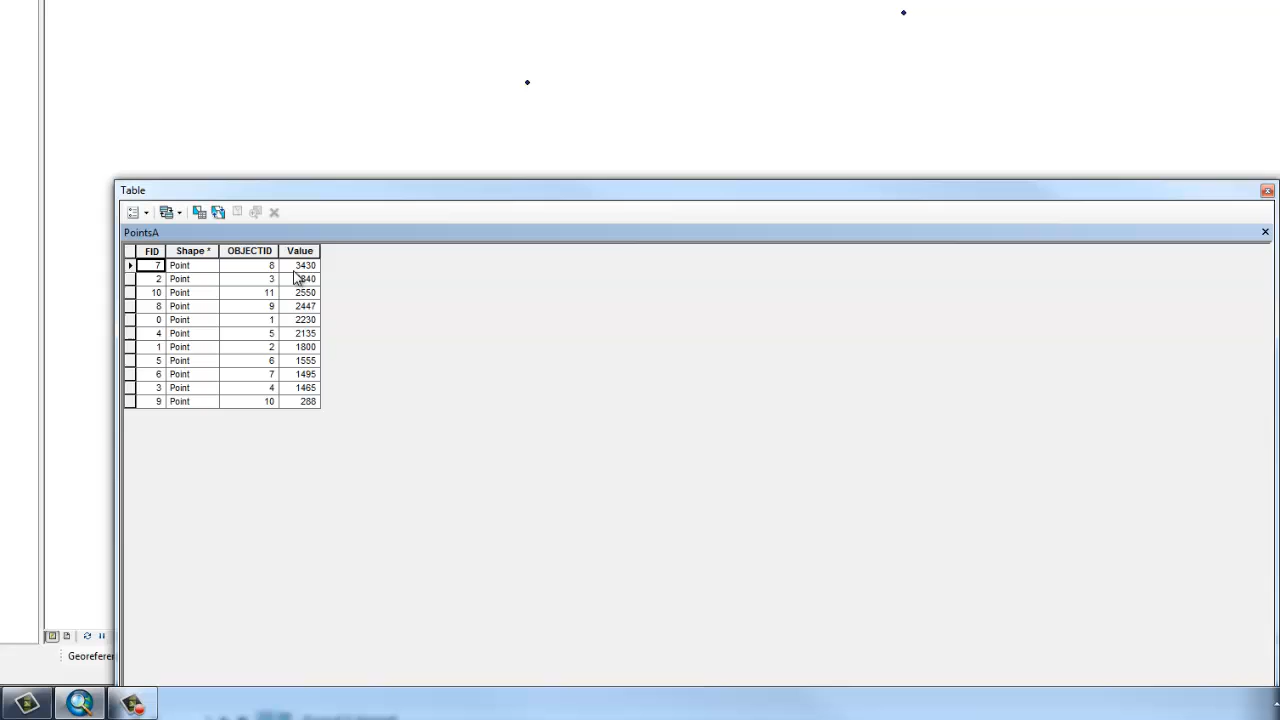 Table
PointsA
FID Shape * OBJECTID Value
7 Point 8 3430
2 Point 3
10 Point 11 2550
8 Point 9 2447
0 Point 1 2230
4 Point 5 2135
1 Point 2 1800
5 Point 6 1555
6 Point 7 1495
3 Point 4 1465
9 Point 10 288